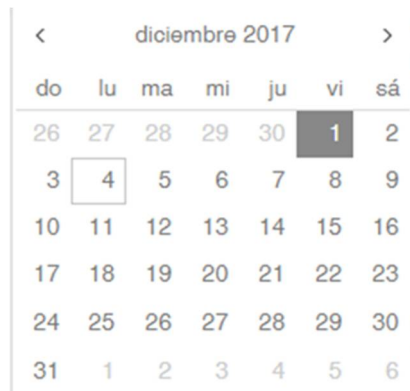 < diciembre 2017 >
do lu ma mi ju vi sá
26 27 28 29 30 1 2
3 4 5 6 7 8 9
10 11 12 13 14 15 16
17 18 19 20 21 22 23
24 25 26 27 28 29 30
31 1 2 3 4 5 6